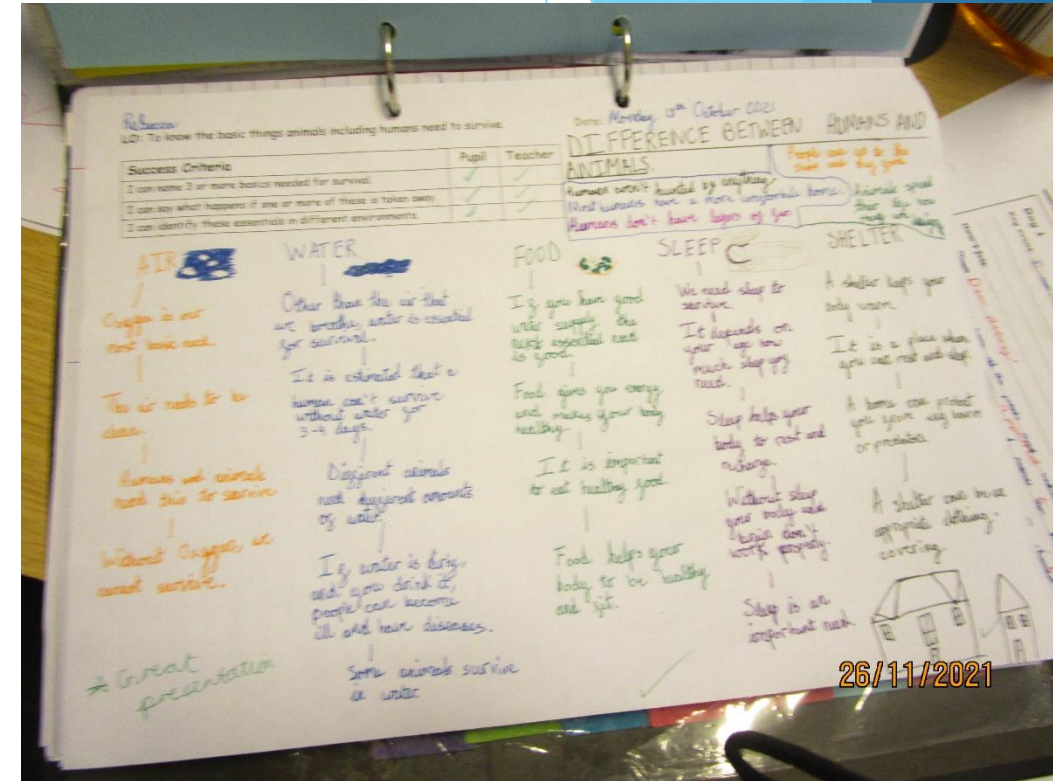 Rebecca
LO: To know the basic things animals including humans need to survive.
Success Criteria
Pupil
Teacher
I can name 3 or more basics needed for survival.
I can say what happens if one or more of these is taken away.
I can identify these essentials in different environments.
Date: Monday October 2021
DIFFERENCE BETWEEN HUMANS AND
ANIMALS.
Humans aren't hunted by anything
Most humans have a more home.
Humans don't have layers of fur
People can go to the
Animals spend
AIR
Oxygen is our
most basic need.
The air needs to be
clean.
Humans and animals
need this to survive
Without Oxygen, we
cannot survive.
WATER
Other than the air that
we breathe, water is essential
for survival.
It is estimated that a
human can't survive
without water for
3-4 days.
Different animals
need different amounts
of water
If water is dirty
and you drink it,
people can become
ill and have diseases.
Some animals survive
in water
FOOD
If you have good
water supply the
next essential need
is food.
Food gives you energy
and makes your body
healthy.
It is important
to eat healthy food.
Food helps your
body to be healthy
and fit.
SLEEP
We need sleep to
survive.
It depends on
your age how
much sleep you
need.
Sleep helps your
body to rest and
recharge.
Without sleep
your body and
brain don't
work properly.
Sleep is an
important need.
SHELTER
A shelter keeps your
body warm.
It is a place where
you can rest and sleep
A home can protect
you from any harm
or predators.
A shelter can be an
appropriate clothing.
covering
A Great
presentation
26/11/2021